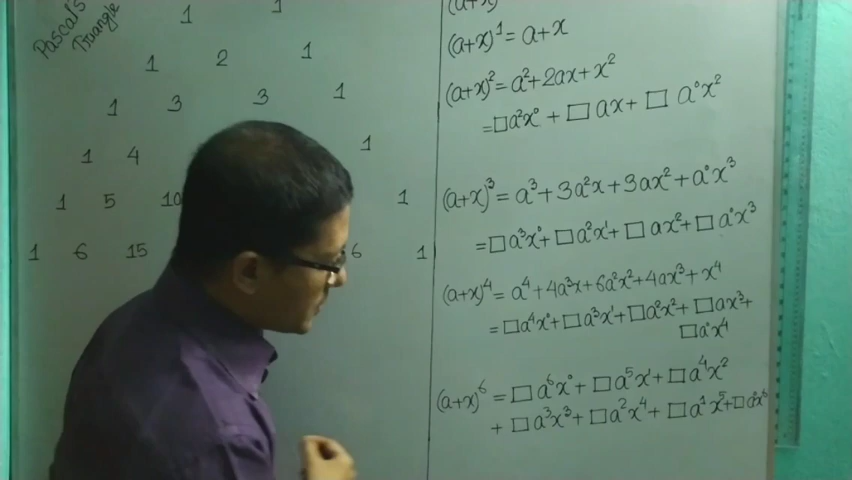 Pascal's
Triangle
1 1
1 2 1
1 3 3 1
1 4 1
1 5 10 1
1 6 15 6 1
(a+x)
(a+x)¹ = a+x
(a+x)² = a²+2ax+x²
= □a²x⁰ + □ ax + □ a⁰x²
(a+x)³ = a³ + 3a²x + 3ax² + a⁰x³
= □a³x⁰ + □a²x¹ + □ ax² + □ a⁰x³
(a+x)⁴ = a⁴ + 4a³x + 6a²x² + 4ax³ + x⁴
= □a⁴x⁰ + □a³x¹ + □a²x² + □ax³ +
□a⁰x⁴
(a+x)⁶ = □ a⁶x⁰ + □a⁵x¹ + □a⁴x²
+ □a³x³ + □a²x⁴ + □a¹x⁵ + □a⁰x⁶